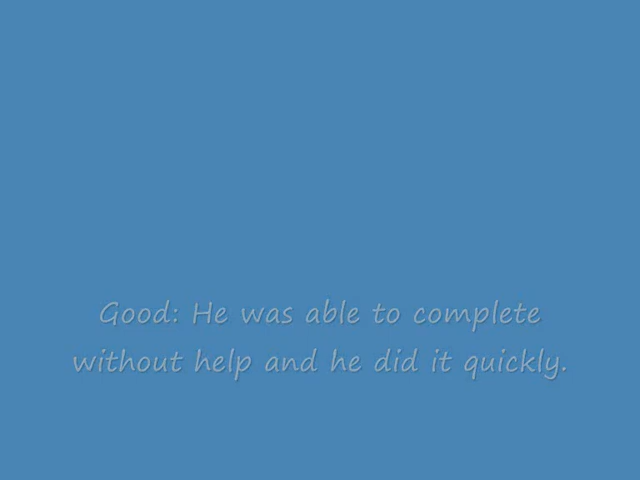 Good: He was able to complete
without help and he did it quickly.